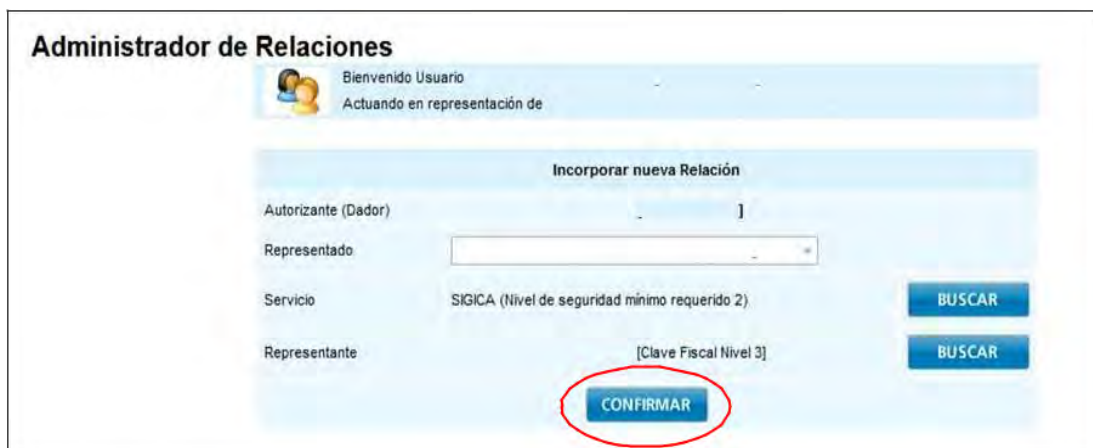 Administrador de Relaciones
Bienvenido Usuario
Actuando en representación de
Incorporar nueva Relación
Autorizante (Dador) ]
Representado
Servicio SIGICA (Nivel de seguridad mínimo requerido 2) BUSCAR
Representante [Clave Fiscal Nivel 3] BUSCAR
CONFIRMAR